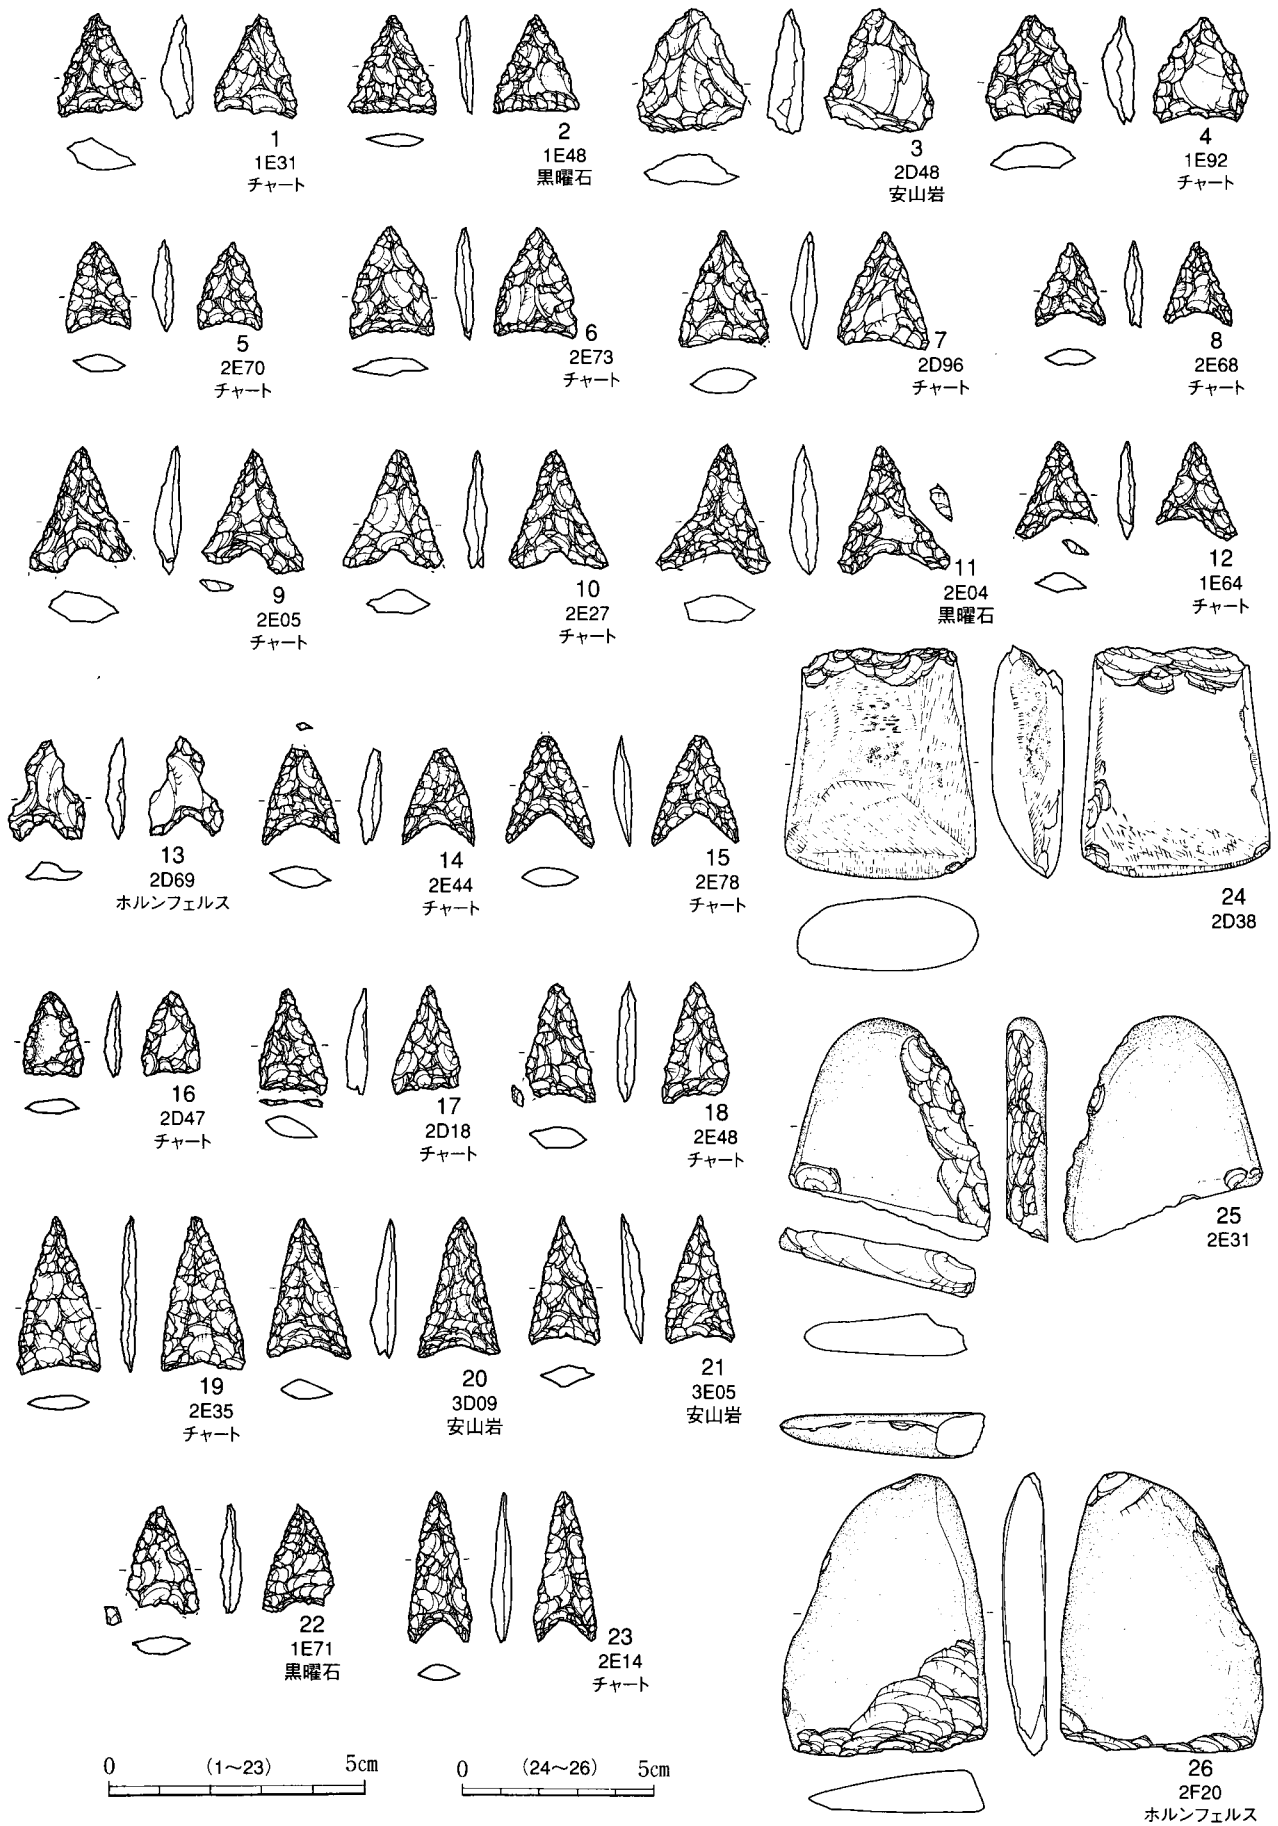 1
1E31
チャート
2
1E48
黒曜石
3
2D48
安山岩
4
1E92
チャート
5
2E70
チャート
6
2E73
チャート
7
2D96
チャート
8
2E68
チャート
9
2E05
チャート
10
2E27
チャート
11
2E04
黒曜石
12
1E64
チャート
13
2D69
ホルンフェルス
14
2E44
チャート
15
2E78
チャート
24
2D38
16
2D47
チャート
17
2D18
チャート
18
2E48
チャート
25
2E31
19
2E35
チャート
20
3D09
安山岩
21
3E05
安山岩
22
1E71
黒曜石
23
2E14
チャート
26
2F20
ホルンフェルス
0 (1～23) 5cm
0 (24～26) 5cm